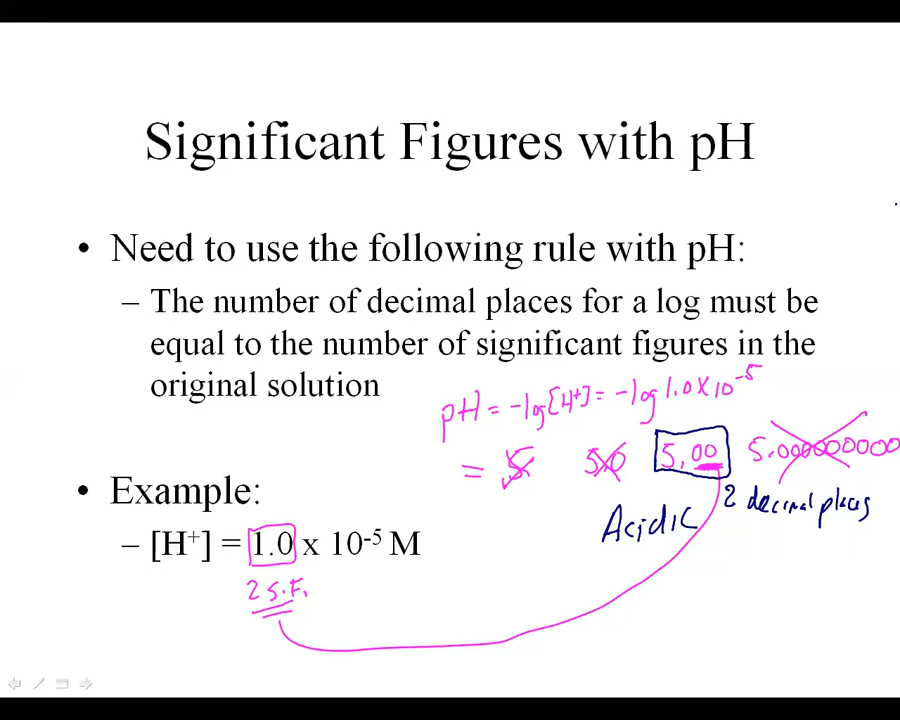 Significant Figures with pH
• Need to use the following rule with pH:
– The number of decimal places for a log must be
equal to the number of significant figures in the
original solution
pH = -log[H⁺] = -log 1.0 X 10⁻⁵
= 5 5.0 5.00 5.000000000
2 decimal places
Acidic
• Example:
– [H⁺] = 1.0 x 10⁻⁵ M
2 S.F.